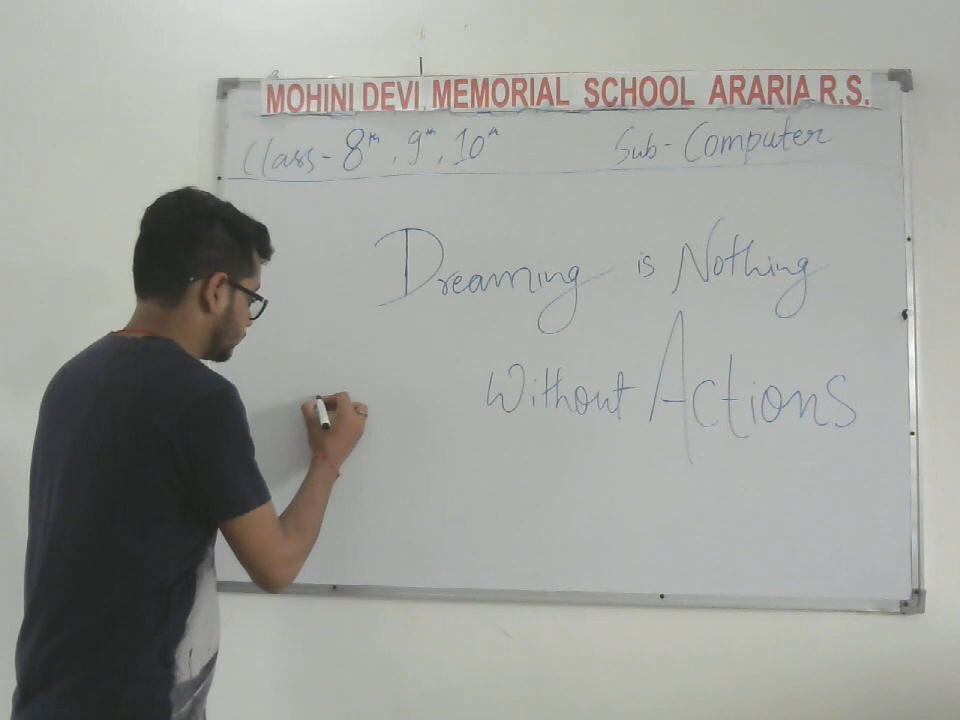 MOHINI DEVI MEMORIAL SCHOOL ARARIA R.S.
Class - 8th, 9th, 10th Sub - Computer
Dreaming is Nothing
Without Actions